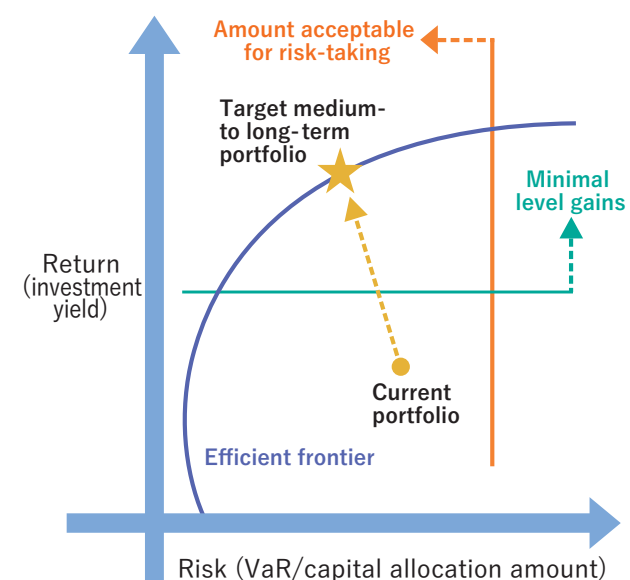 Amount acceptable
for risk-taking
Target medium-
to long-term
portfolio
Minimal
level gains
Return
(investment
yield)
Current
portfolio
Efficient frontier
Risk (VaR/capital allocation amount)